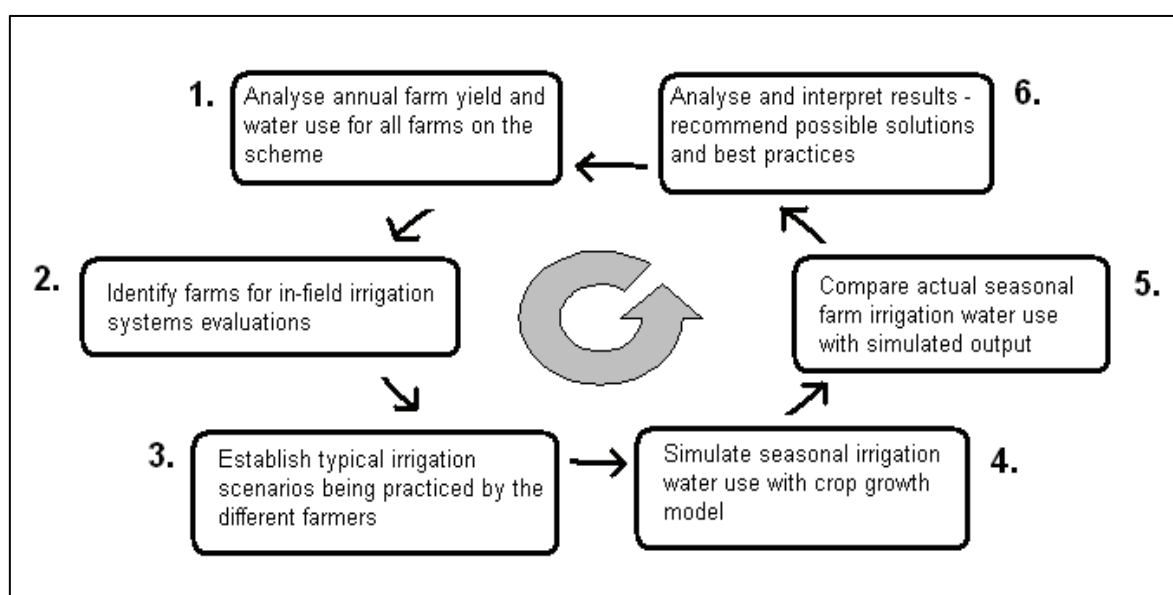 1.
Analyse annual farm yield and
water use for all farms on the
scheme
2.
Identify farms for in-field irrigation
systems evaluations
3.
Establish typical irrigation
scenarios being practiced by the
different farmers
4.
Simulate seasonal irrigation
water use with crop growth
model
5.
Compare actual seasonal
farm irrigation water use
with simulated output
6.
Analyse and interpret results -
recommend possible solutions
and best practices